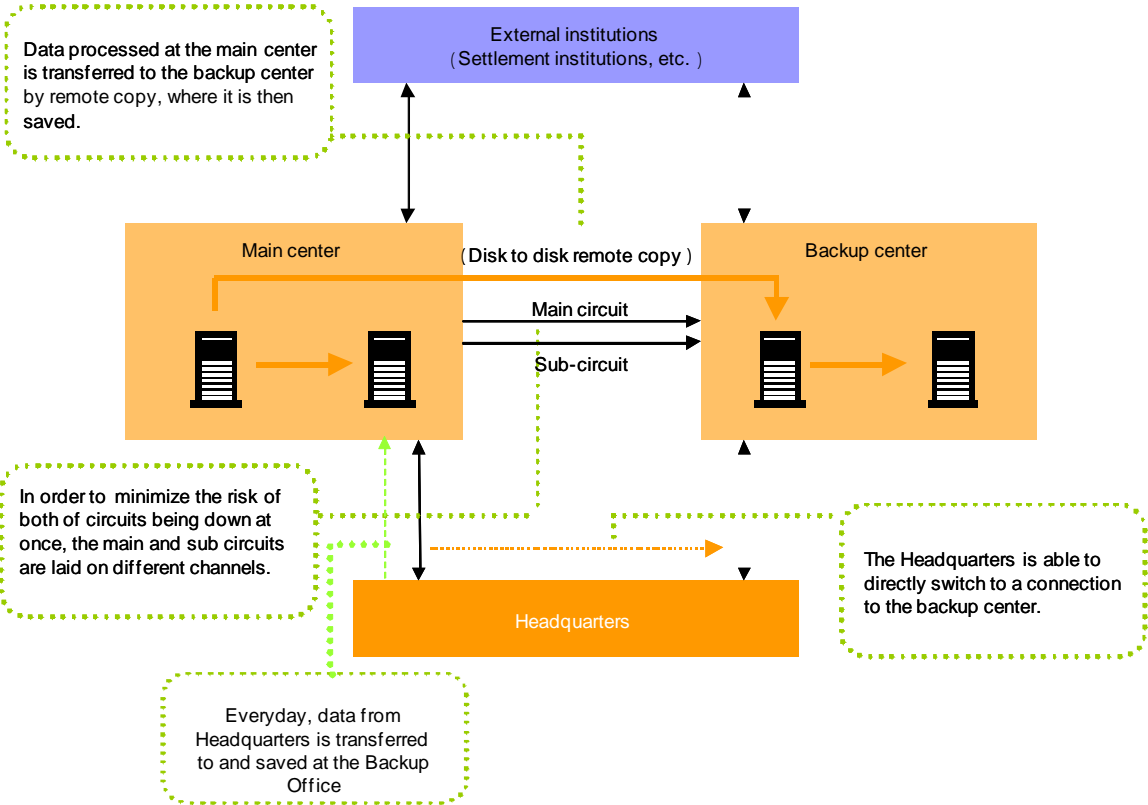 External institutions
(Settlement institutions, etc. )
Data processed at the main center
is transferred to the backup center
by remote copy, where it is then
saved.
Main center
(Disk to disk remote copy )
Backup center
Main circuit
Sub-circuit
In order to minimize the risk of
both of circuits being down at
once, the main and sub circuits
are laid on different channels.
The Headquarters is able to
directly switch to a connection
to the backup center.
Headquarters
Everyday, data from
Headquarters is transferred
to and saved at the Backup
Office